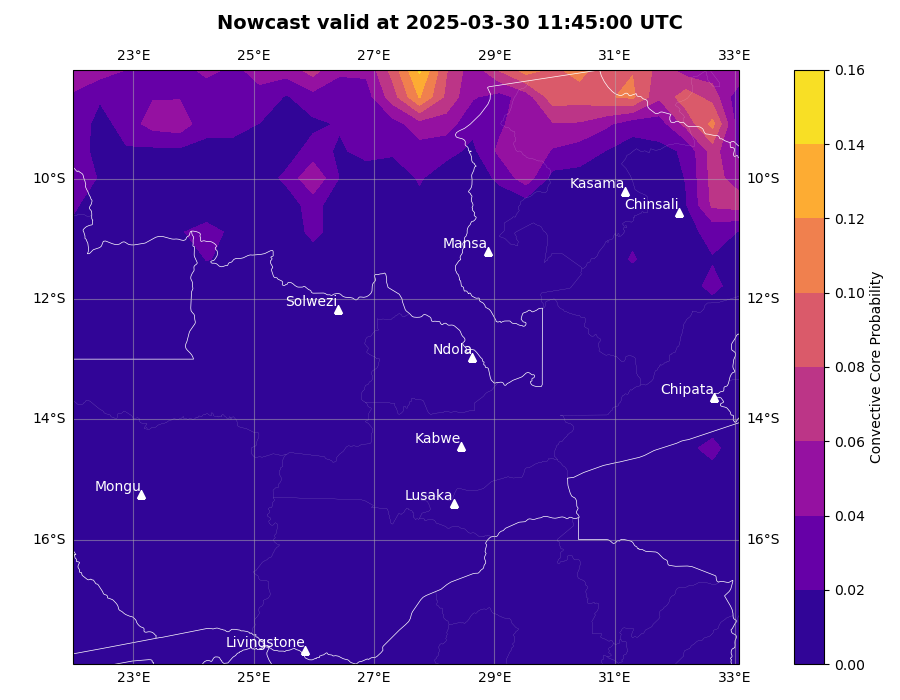 Nowcast valid at 2025-03-30 11:45:00 UTC
23°E 25°E 27°E 29°E 31°E 33°E
0.16
0.14
0.12
0.10
0.08
0.06
0.04
0.02
0.00
Convective Core Probability
10°S 10°S
12°S 12°S
14°S 14°S
16°S 16°S
Kasama
Chinsali
Mansa
Solwezi
Ndola
Chipata
Kabwe
Mongu
Lusaka
Livingstone
23°E 25°E 27°E 29°E 31°E 33°E